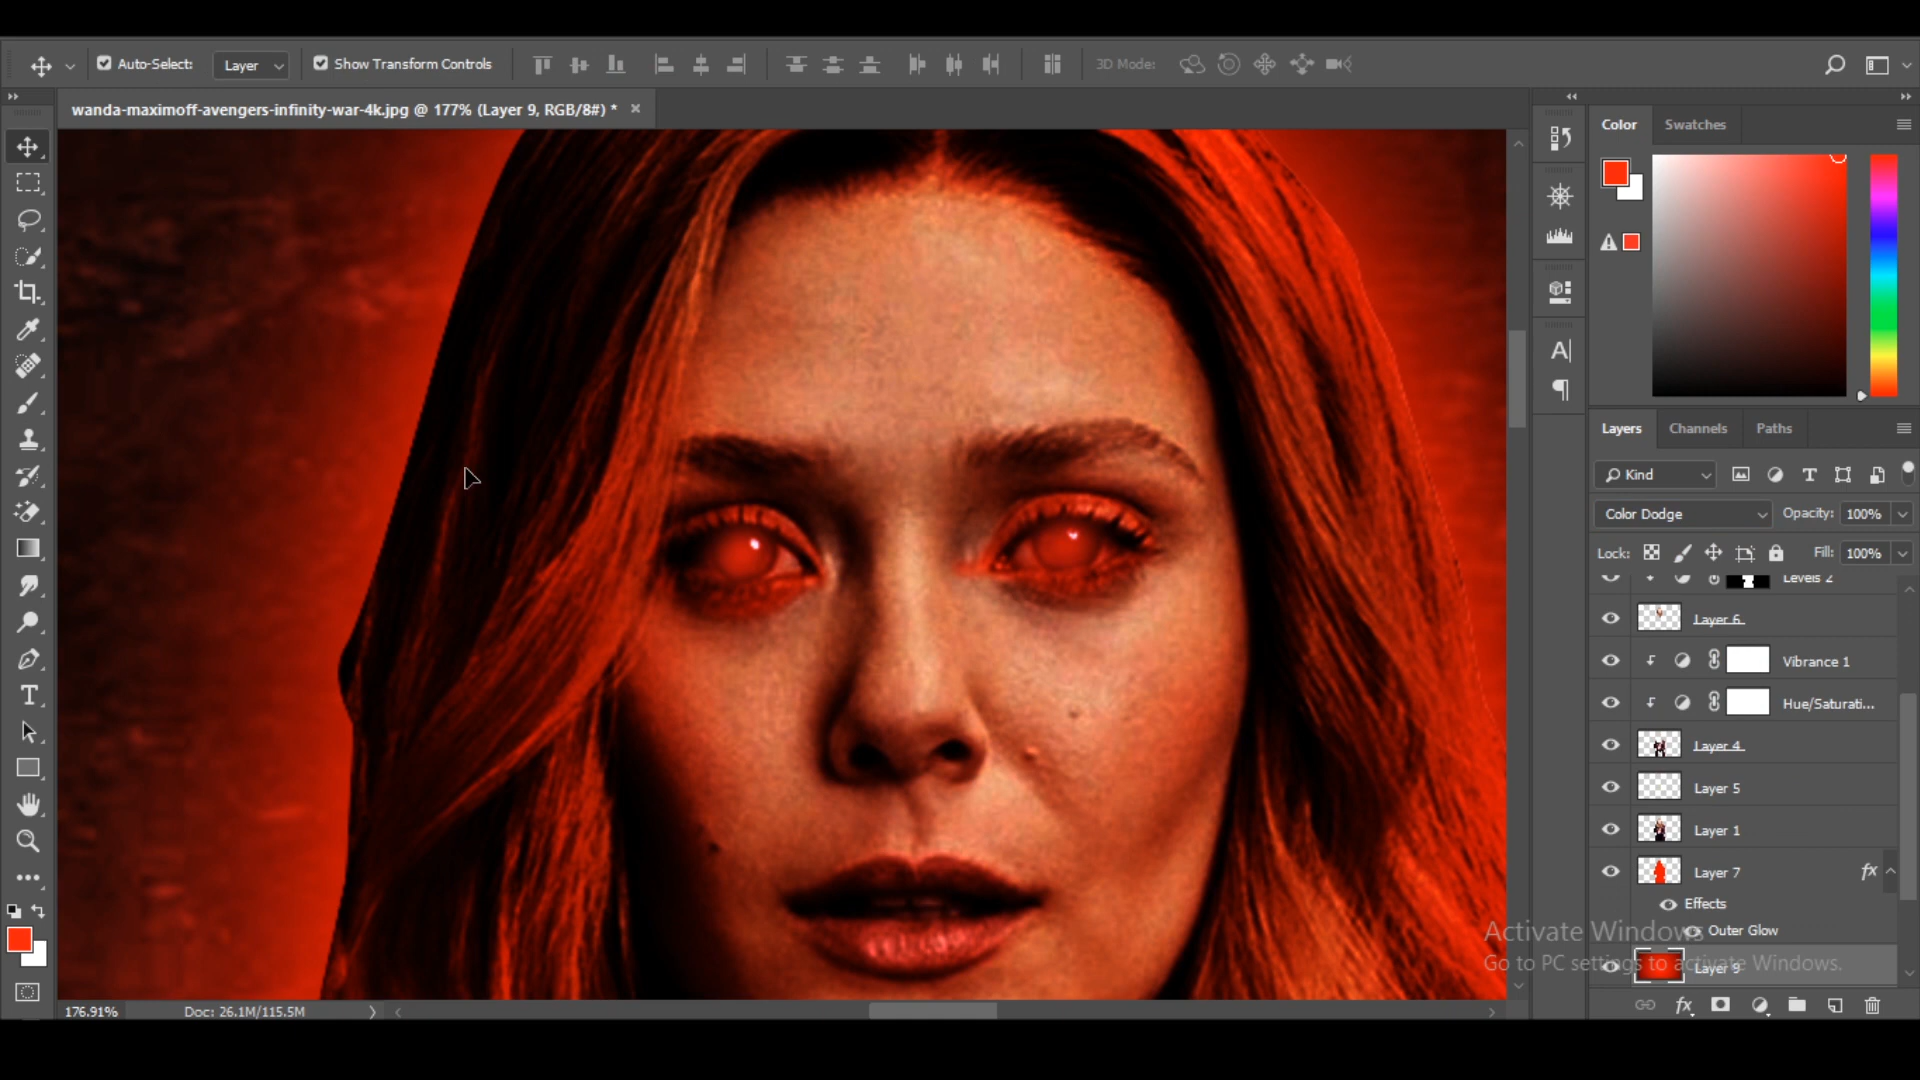 Auto-Select: Layer Show Transform Controls 3D Mode:
wanda-maximoff-avengers-infinity-war-4k.jpg @ 177% (Layer 9, RGB/8#) * ×
Color Swatches
Layers Channels Paths
Kind
Color Dodge Opacity: 100%
Lock: Fill: 100%
Levels 2
Layer 6
Vibrance 1
Hue/Saturati...
Layer 4
Layer 5
Layer 1
Layer 7 fx
Effects
Outer Glow
Layer 9
Activate Windows
Go to PC settings to activate Windows.
176.91% Doc: 26.1M/115.5M